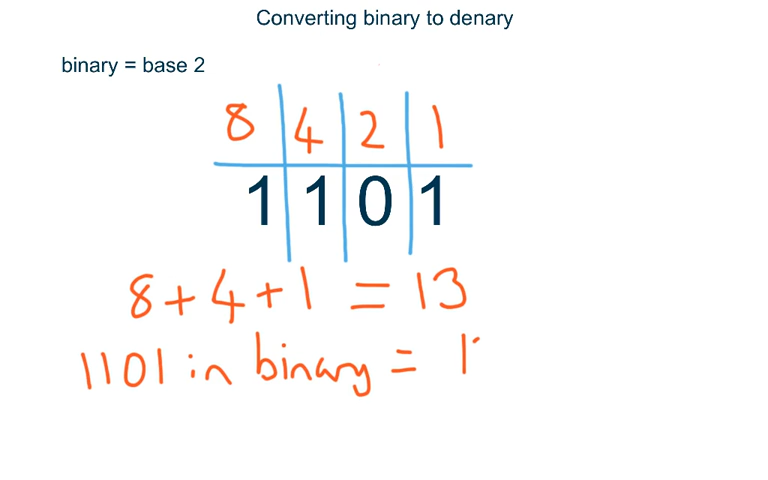 Converting binary to denary
binary = base 2
8 4 2 1
1 1 0 1
8+4+1 = 13
1101 in binary = 1